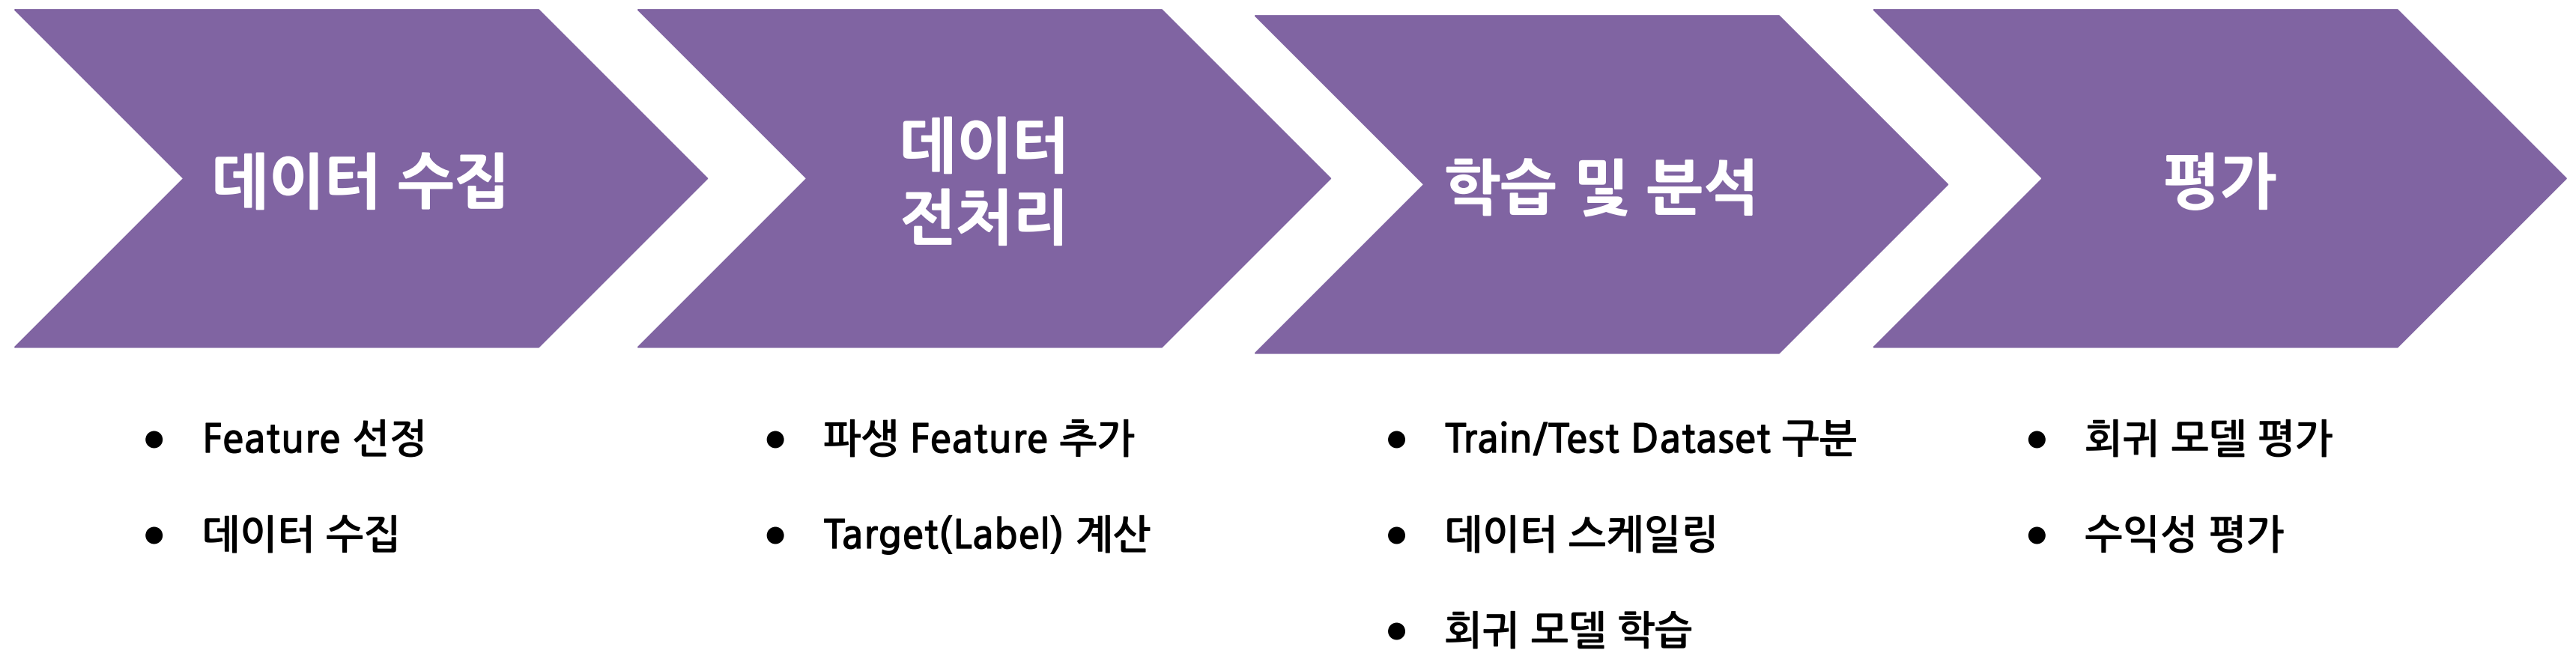 데이터 수집
데이터
전처리
학습 및 분석
평가
● Feature 선정
● 데이터 수집
● 파생 Feature 추가
● Target(Label) 계산
● Train/Test Dataset 구분
● 데이터 스케일링
● 회귀 모델 학습
● 회귀 모델 평가
● 수익성 평가